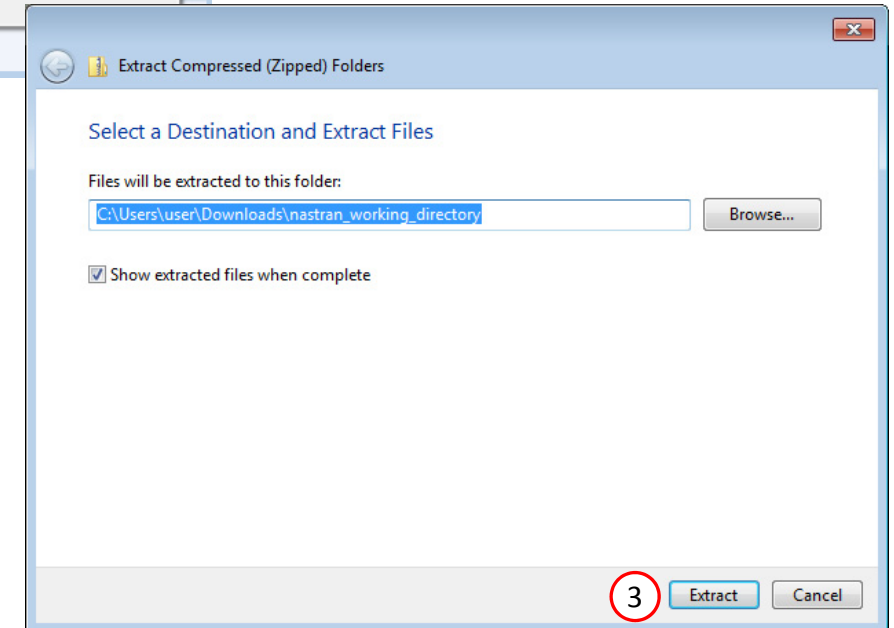 Extract Compressed (Zipped) Folders
Select a Destination and Extract Files
Files will be extracted to this folder:
C:\Users\user\Downloads\nastran_working_directory
Browse...
Show extracted files when complete
3
Extract
Cancel